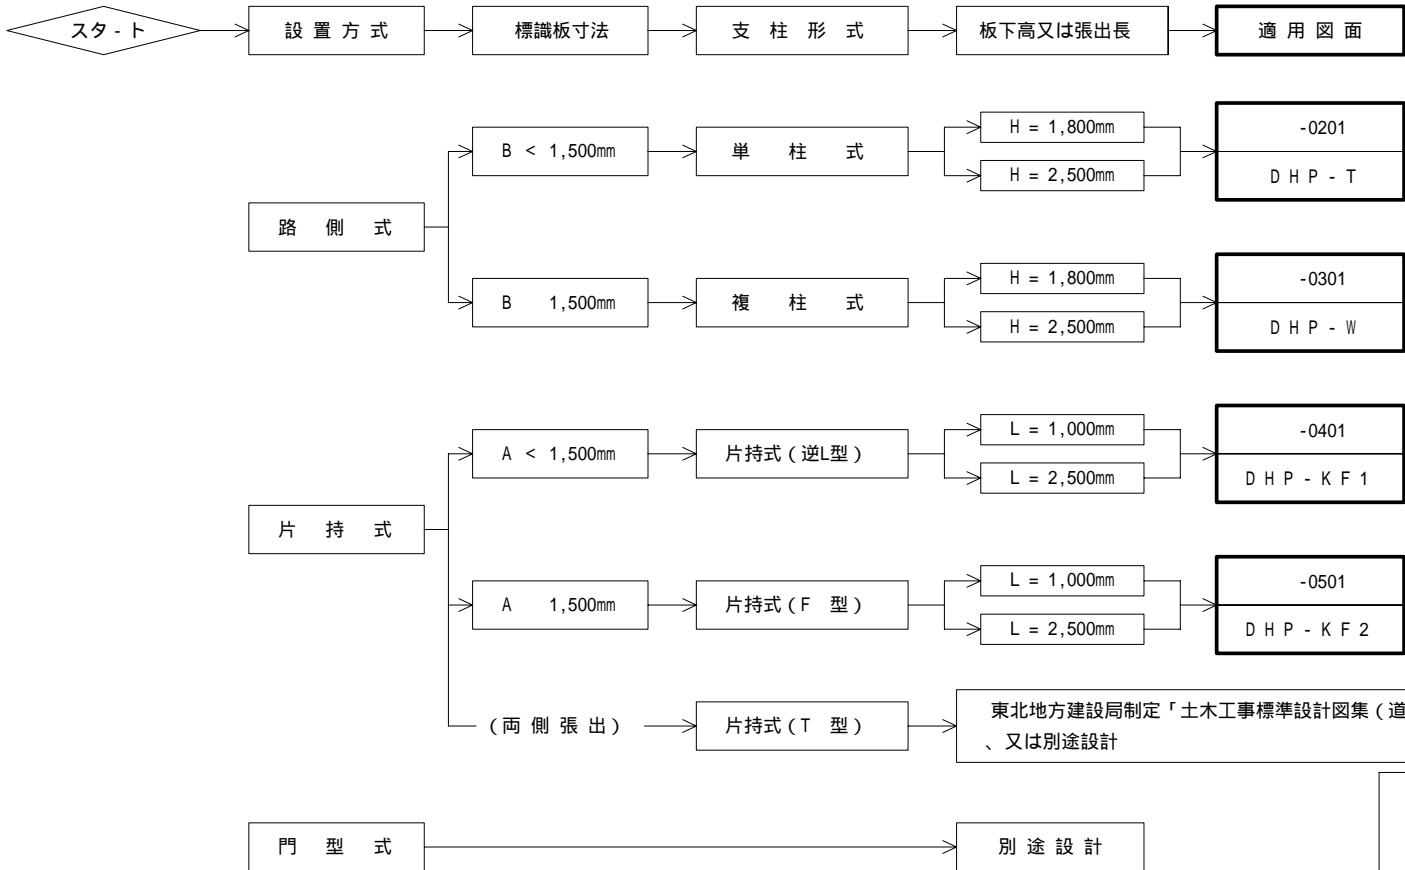 スタ-ト
設置方式
標識板寸法
支柱形式
板下高又は張出長
適用図面
路側式
B < 1,500㎜
単柱式
H = 1,800㎜
H = 2,500㎜
-0201
DHP-T
B 1,500㎜
複柱式
H = 1,800㎜
H = 2,500㎜
-0301
DHP-W
片持式
A < 1,500㎜
片持式(逆L型)
L = 1,000㎜
L = 2,500㎜
-0401
DHP-KF1
A 1,500㎜
片持式(F 型)
L = 1,000㎜
L = 2,500㎜
-0501
DHP-KF2
(両側張出)
片持式(T 型)
東北地方建設局制定「土木工事標準設計図集(道
、又は別途設計
門型式
別途設計